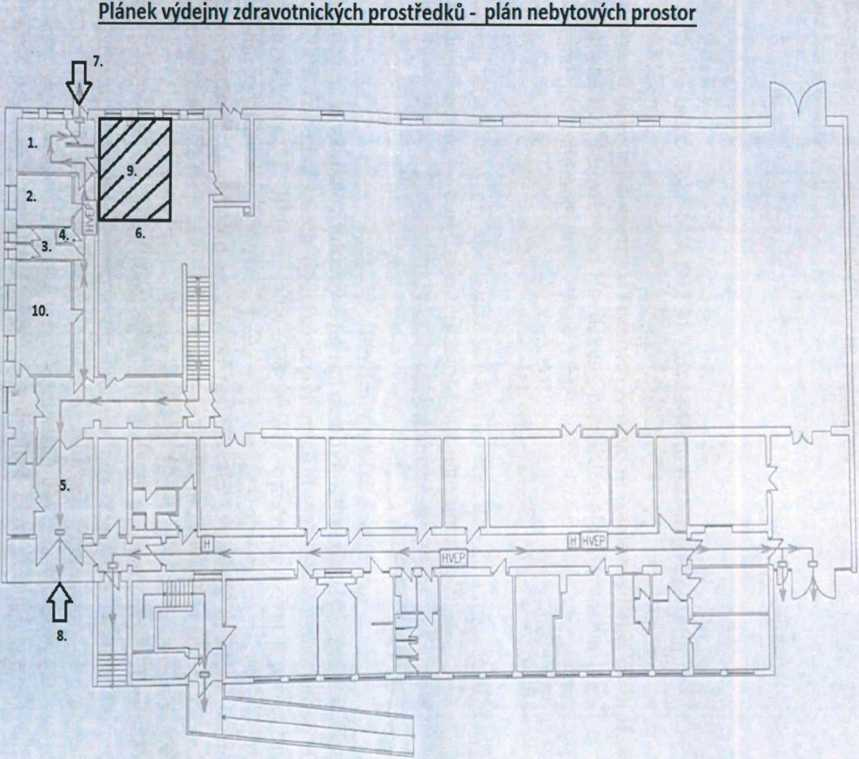 Plánek výdejny zdravotnických prostředků - plán nebytových prostor
7.
1.
9.
2.
HVEP
4.
6.
3.
10.
5.
H
H HVEP
HVEP
8.